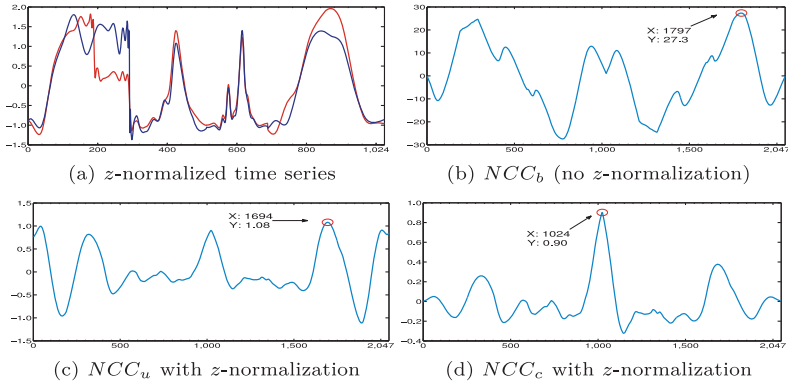 2.0
1.5
1.0
0.5
0
−0.5
−1.0
−1.5
0 200 400 600 800 1,024
(a) z-normalized time series
30
20
10
0
−10
−20
−30
0 500 1,000 1,500 2,047
X: 1797
Y: 27.3
(b) NCC_b (no z-normalization)
1.5
1.0
0.5
0
−0.5
−1.0
−1.5
0 500 1,000 1,500 2,047
X: 1694
Y: 1.08
(c) NCC_u with z-normalization
1.0
0.8
0.6
0.4
0.2
0
−0.2
−0.4
0 500 1,000 1,500 2,047
X: 1024
Y: 0.90
(d) NCC_c with z-normalization